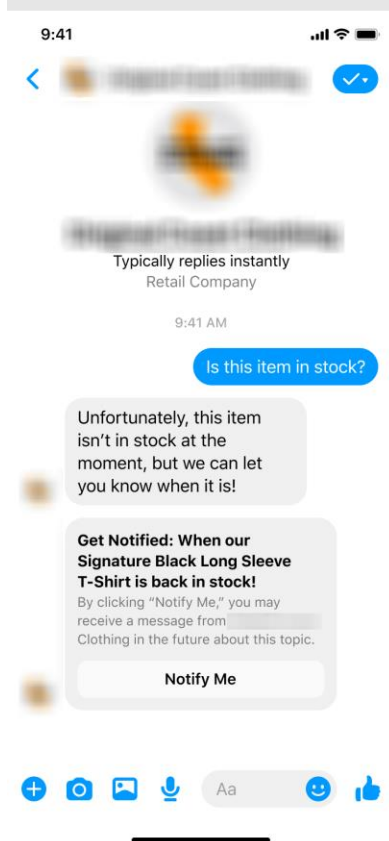 9:41
Typically replies instantly
Retail Company
9:41 AM
Is this item in stock?
Unfortunately, this item
isn’t in stock at the
moment, but we can let
you know when it is!
Get Notified: When our
Signature Black Long Sleeve
T-Shirt is back in stock!
By clicking “Notify Me,” you may
receive a message from
Clothing in the future about this topic.
Notify Me
Aa